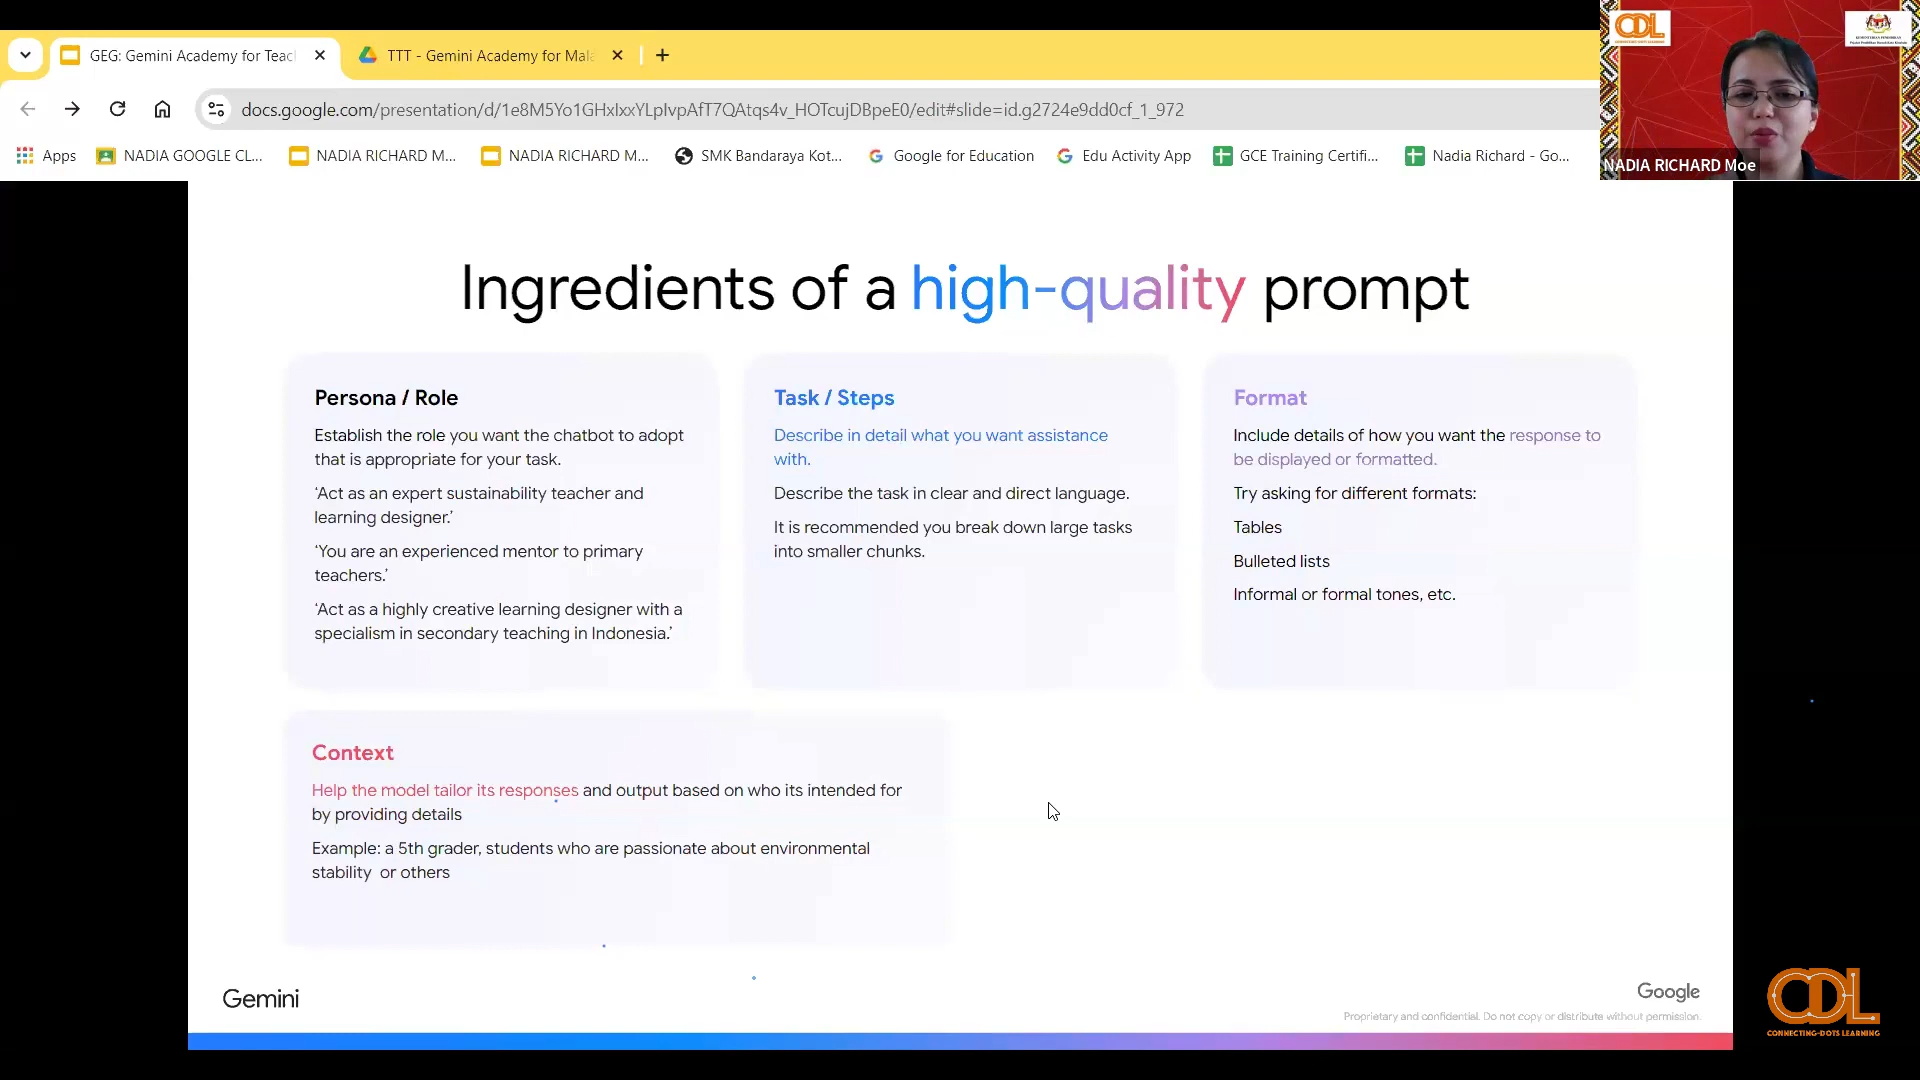 GEG: Gemini Academy for Teac
TTT - Gemini Academy for Mala
docs.google.com/presentation/d/1e8M5Yo1GHxIxxYLpIvpAfT7QAtqs4v_HOTcujDBpeE0/edit#slide=id.g2724e9dd0cf_1_972
Apps
NADIA GOOGLE CL...
NADIA RICHARD M...
NADIA RICHARD M...
SMK Bandaraya Kot...
Google for Education
Edu Activity App
GCE Training Certifi...
Nadia Richard - Go...
CDL
NADIA RICHARD Moe
Ingredients of a high-quality prompt
Persona / Role
Establish the role you want the chatbot to adopt
that is appropriate for your task.
‘Act as an expert sustainability teacher and
learning designer.’
‘You are an experienced mentor to primary
teachers.’
‘Act as a highly creative learning designer with a
specialism in secondary teaching in Indonesia.’
Task / Steps
Describe in detail what you want assistance
with.
Describe the task in clear and direct language.
It is recommended you break down large tasks
into smaller chunks.
Format
Include details of how you want the response to
be displayed or formatted.
Try asking for different formats:
Tables
Bulleted lists
Informal or formal tones, etc.
Context
Help the model tailor its responses and output based on who its intended for
by providing details
Example: a 5th grader, students who are passionate about environmental
stability or others
Gemini
Google
Proprietary and confidential. Do not copy or distribute without permission.
CDL
CONNECTING-DOTS LEARNING